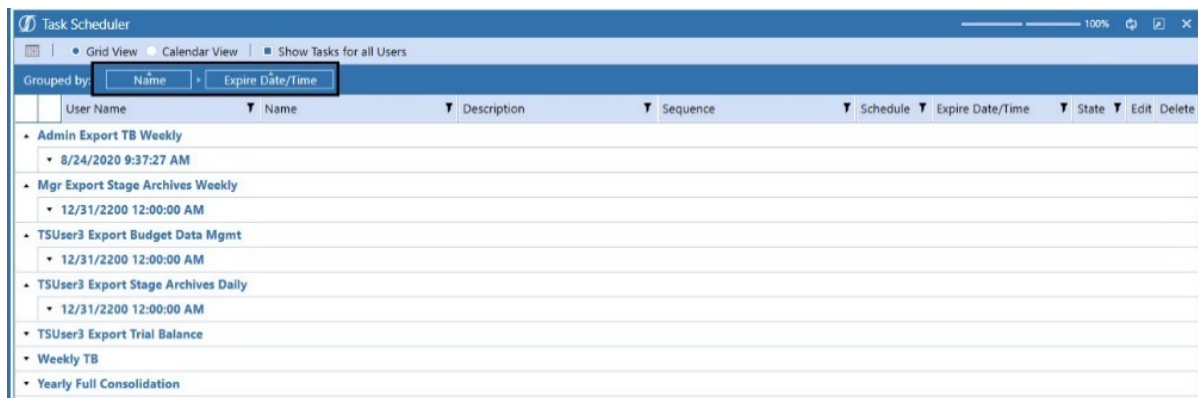 Task Scheduler 100%
Grid View Calendar View Show Tasks for all Users
Grouped by: Name Expire Date/Time
User Name Name Description Sequence Schedule Expire Date/Time State Edit Delete
Admin Export TB Weekly
8/24/2020 9:37:27 AM
Mgr Export Stage Archives Weekly
12/31/2200 12:00:00 AM
TSUser3 Export Budget Data Mgmt
12/31/2200 12:00:00 AM
TSUser3 Export Stage Archives Daily
12/31/2200 12:00:00 AM
TSUser3 Export Trial Balance
Weekly TB
Yearly Full Consolidation